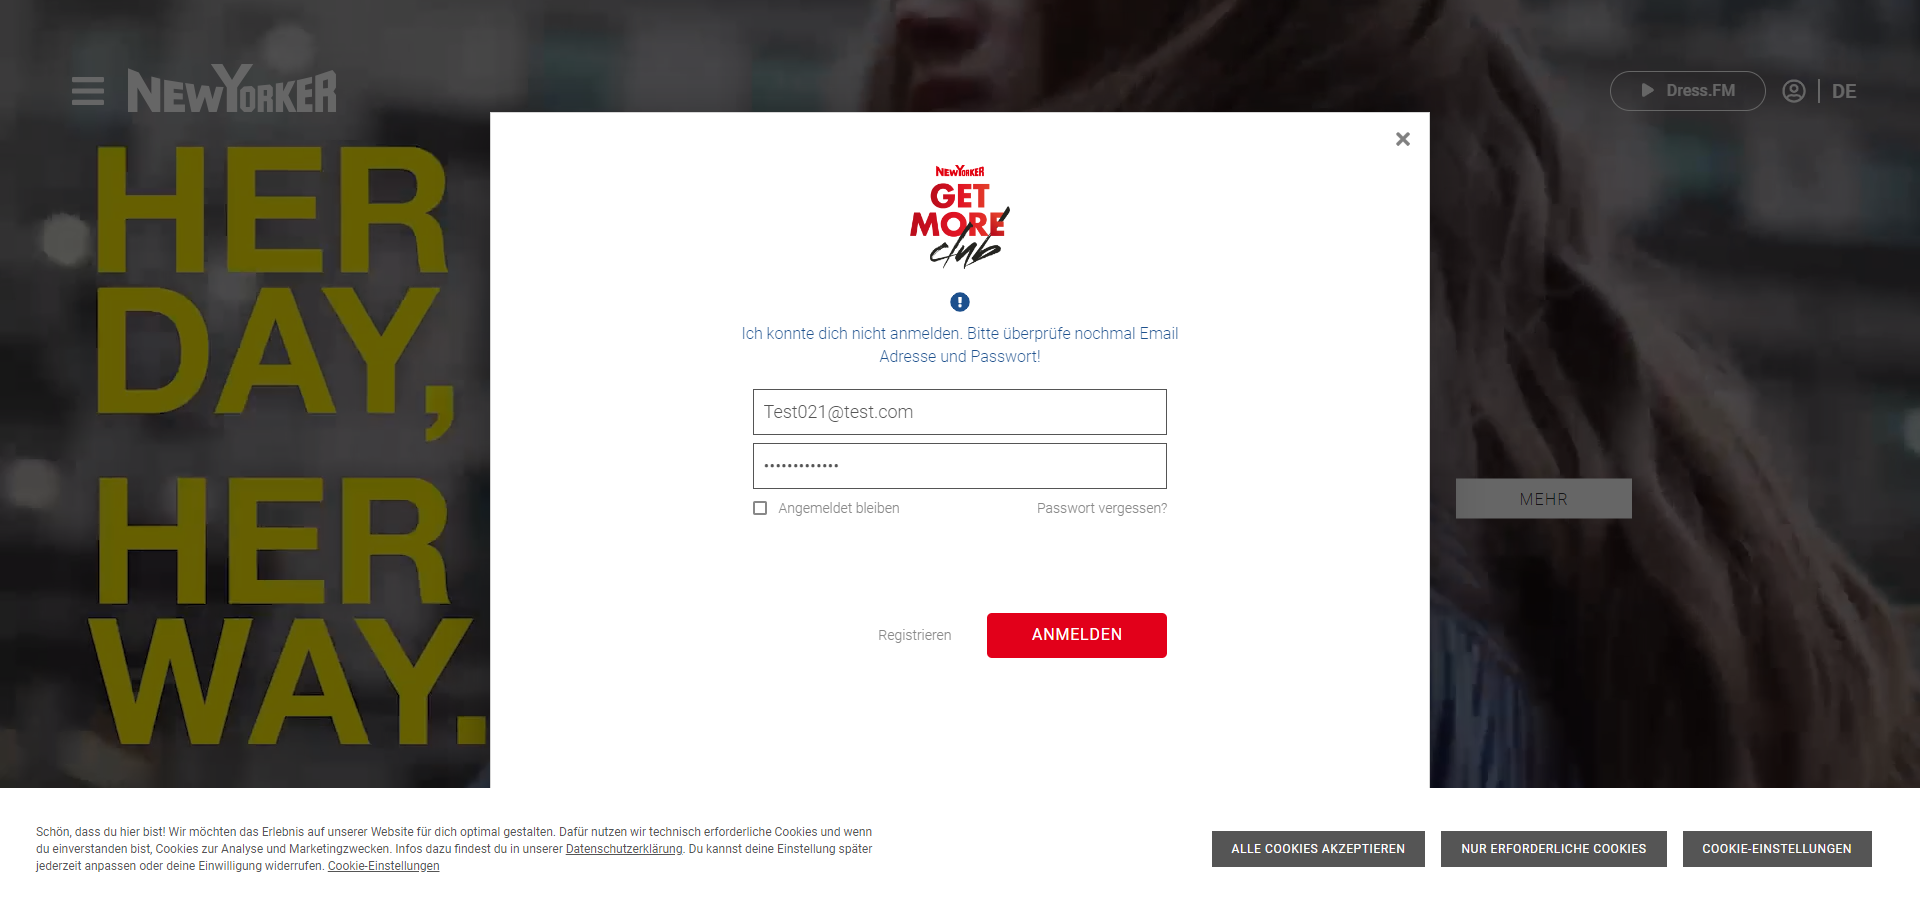 NEWYORKER
Dress.FM
DE
HER
DAY,
HER
WAY.
NEWYORKER
GET
MORE
club
Ich konnte dich nicht anmelden. Bitte überprüfe nochmal Email
Adresse und Passwort!
Test021@test.com
•••••••••••••
Angemeldet bleiben
Passwort vergessen?
MEHR
Registrieren
ANMELDEN
Schön, dass du hier bist! Wir möchten das Erlebnis auf unserer Website für dich optimal gestalten. Dafür nutzen wir technisch erforderliche Cookies und wenn
du einverstanden bist, Cookies zur Analyse und Marketingzwecken. Infos dazu findest du in unserer Datenschutzerklärung. Du kannst deine Einstellung später
jederzeit anpassen oder deine Einwilligung widerrufen. Cookie-Einstellungen
ALLE COOKIES AKZEPTIEREN
NUR ERFORDERLICHE COOKIES
COOKIE-EINSTELLUNGEN